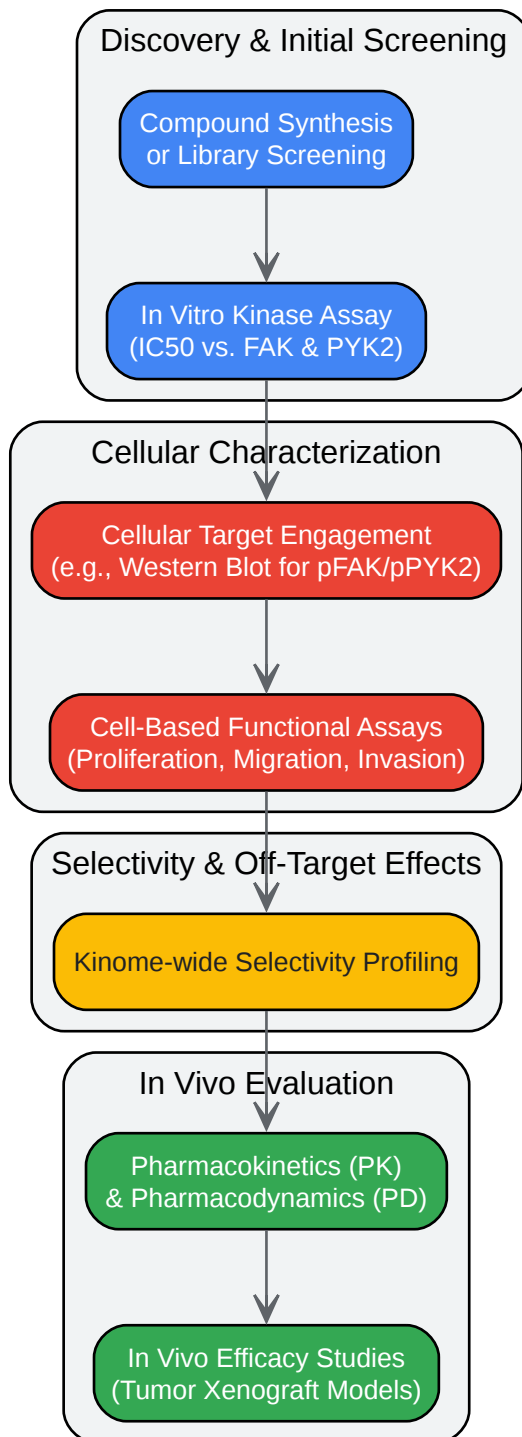 Discovery & Initial Screening
Compound Synthesis
or Library Screening
In Vitro Kinase Assay
(IC50 vs. FAK & PYK2)
Cellular Characterization
Cellular Target Engagement
(e.g., Western Blot for pFAK/pPYK2)
Cell-Based Functional Assays
(Proliferation, Migration, Invasion)
Selectivity & Off-Target Effects
Kinome-wide Selectivity Profiling
In Vivo Evaluation
Pharmacokinetics (PK)
& Pharmacodynamics (PD)
In Vivo Efficacy Studies
(Tumor Xenograft Models)